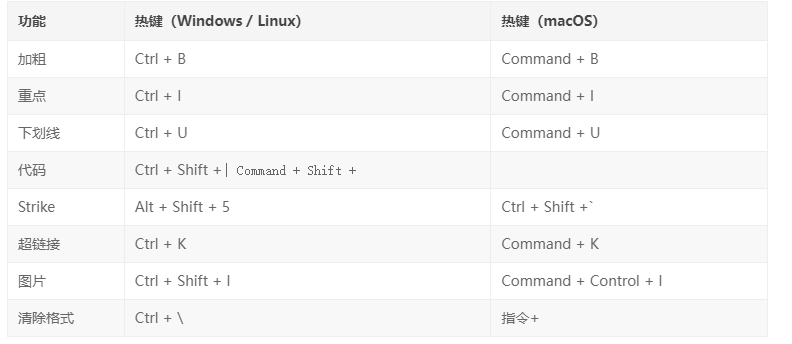 功能 热键（Windows / Linux） 热键（macOS）
加粗 Ctrl + B Command + B
重点 Ctrl + I Command + I
下划线 Ctrl + U Command + U
代码 Ctrl + Shift +| Command + Shift +
Strike Alt + Shift + 5 Ctrl + Shift +`
超链接 Ctrl + K Command + K
图片 Ctrl + Shift + I Command + Control + I
清除格式 Ctrl + \ 指令+